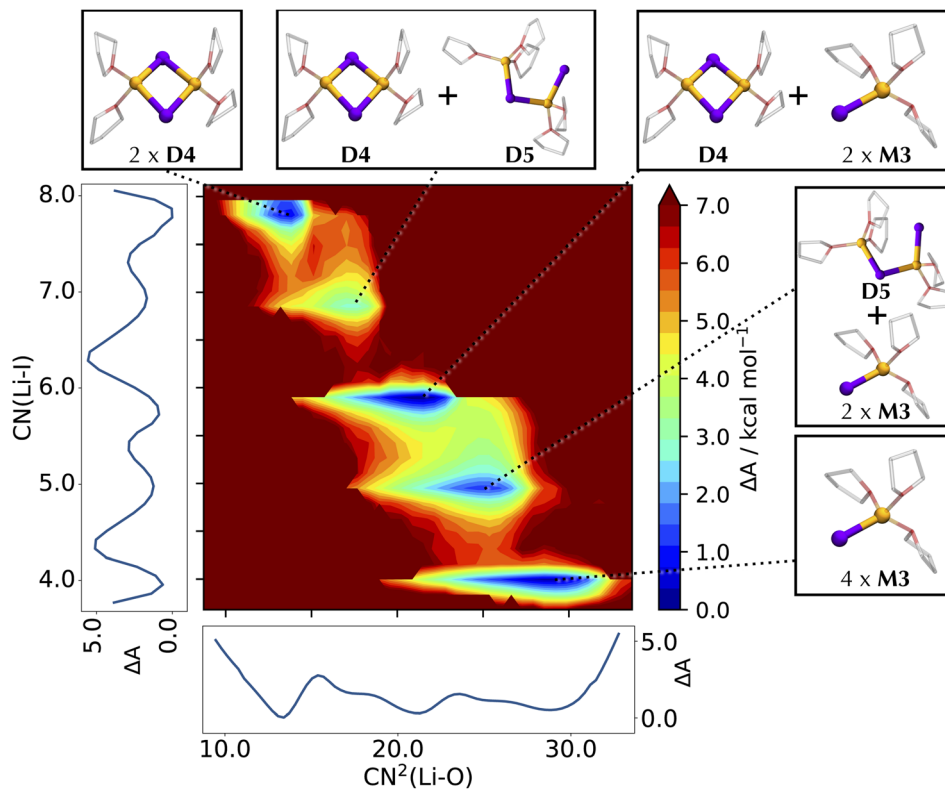 2 x D4
D4
+
D5
D4
+
2 x M3
D5
+
2 x M3
4 x M3
8.0
7.0
6.0
5.0
4.0
CN(Li-I)
5.0
0.0
ΔA
7.0
6.0
5.0
4.0
3.0
2.0
1.0
0.0
ΔA / kcal mol⁻¹
5.0
0.0
ΔA
10.0 20.0 30.0
CN²(Li-O)